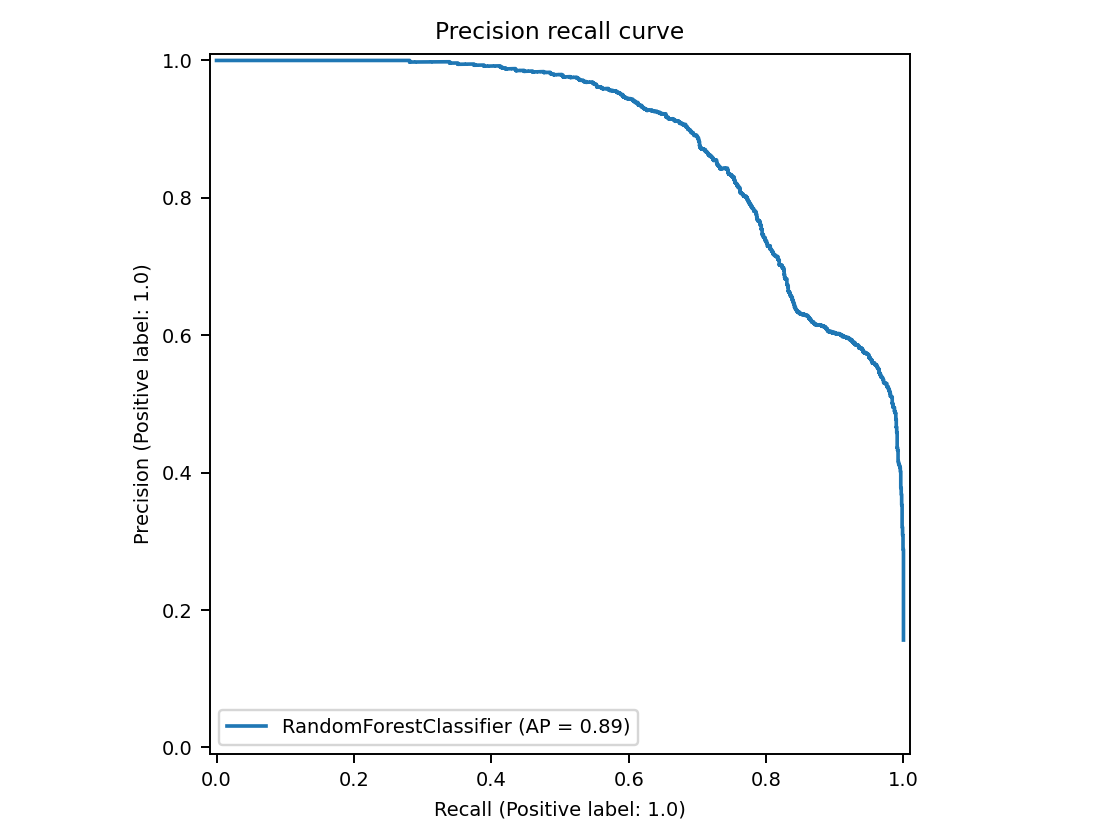 Precision recall curve
1.0
0.8
0.6
0.4
0.2
0.0
Precision (Positive label: 1.0)
RandomForestClassifier (AP = 0.89)
0.0 0.2 0.4 0.6 0.8 1.0
Recall (Positive label: 1.0)